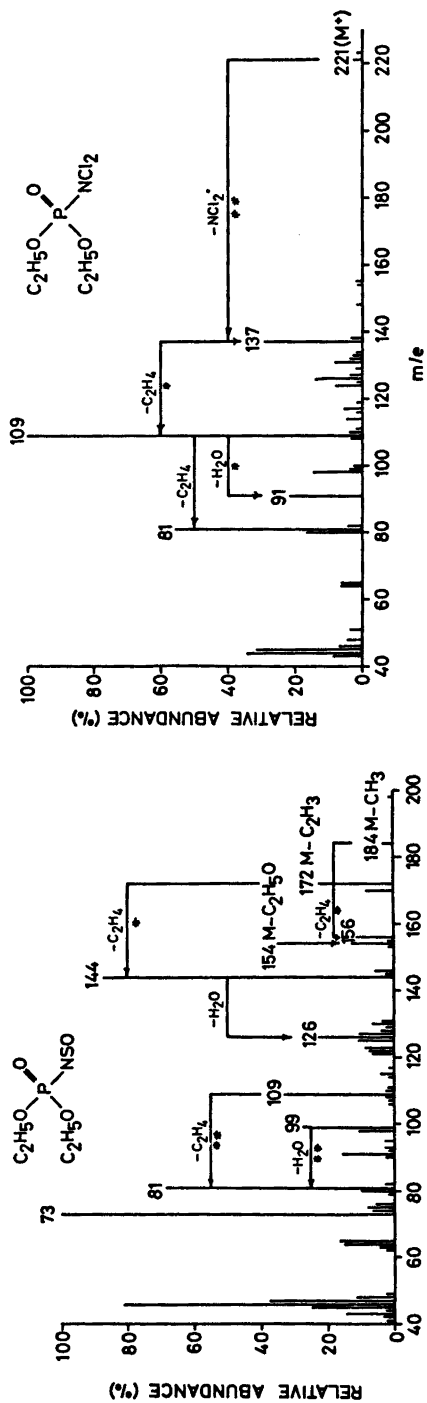 C2H5O
C2H5O
P
O
NSO
73
81
–C2H4
**
109
99
–H2O
**
144
–H2O
126
–C2H4
*
154 M–C2H5O
–C2H4
*
156
172 M–C2H3
184 M–CH3
RELATIVE ABUNDANCE (%)
100
80
60
40
20
0
40 60 80 100 120 140 160 180 200
C2H5O
C2H5O
P
O
NCl2
109
81
–C2H4
–H2O
*
91
–C2H4
*
137
–NCl2•
**
221(M+)
RELATIVE ABUNDANCE (%)
100
80
60
40
20
0
40 60 80 100 120 140 160 180 200 220
m/e